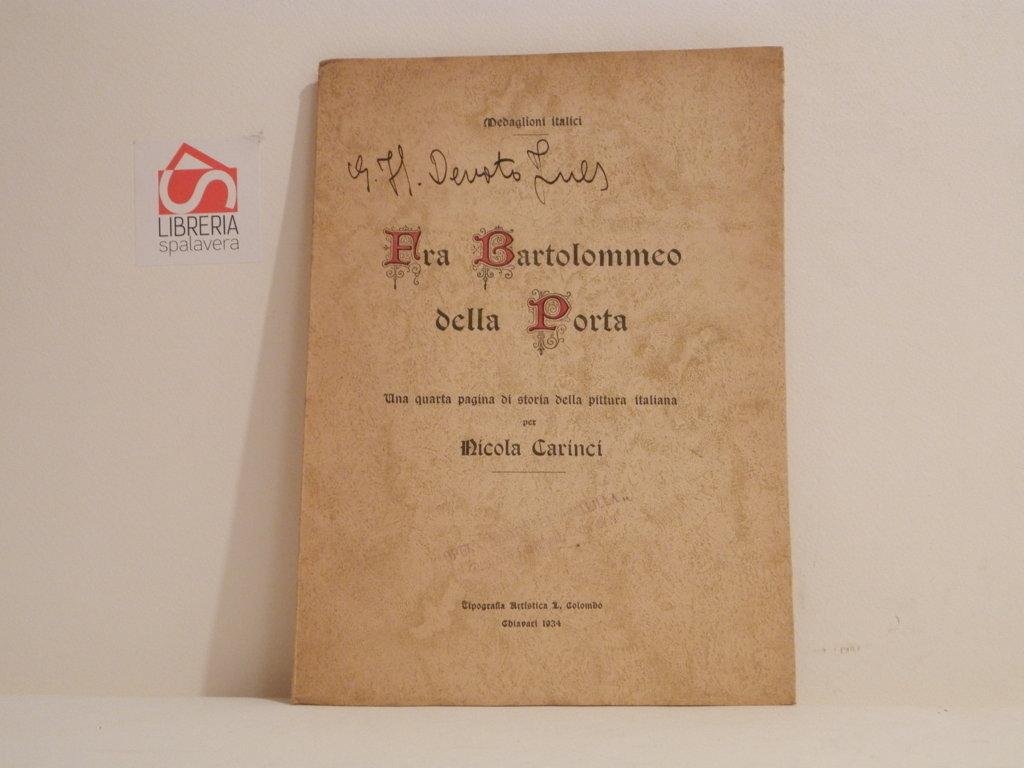 LIBRERIA
spalavera
Medaglioni italici
Devoto
Fra Bartolommeo
della Porta
Una quarta pagina di storia della pittura italiana
per
Nicola Carinci
Tipografia Artistica L. Colombo
Chiavari 1934